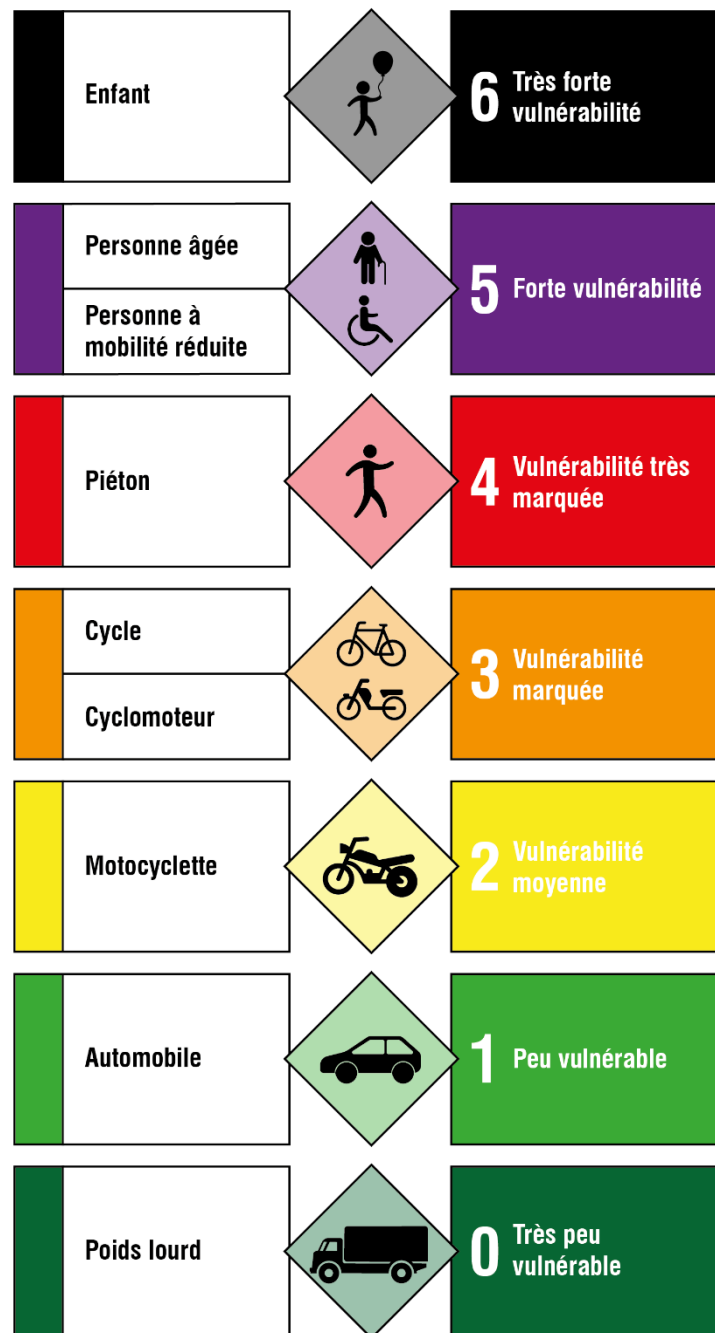 Enfant
6 Très forte
vulnérabilité
Personne âgée
Personne à
mobilité réduite
5 Forte vulnérabilité
Piéton
4 Vulnérabilité très
marquée
Cycle
Cyclomoteur
3 Vulnérabilité
marquée
Motocyclette
2 Vulnérabilité
moyenne
Automobile
1 Peu vulnérable
Poids lourd
0 Très peu
vulnérable